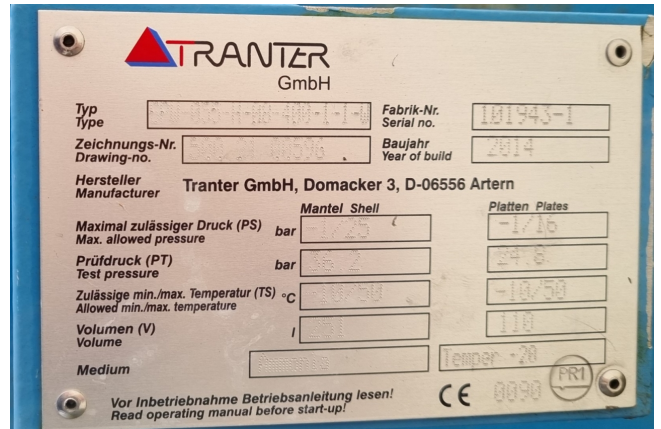 TRANTER
GmbH
Typ
Type
Fabrik-Nr.
Serial no.
101943-1
Zeichnungs-Nr.
Drawing-no.
Baujahr
Year of build
2014
Hersteller
Manufacturer
Tranter GmbH, Domacker 3, D-06556 Artern
Mantel Shell
Platten Plates
Maximal zulässiger Druck (PS)
Max. allowed pressure
bar
-1/25
-1/16
Prüfdruck (PT)
Test pressure
bar
24.8
Zulässige min./max. Temperatur (TS)
Allowed min./max. temperature
°C
-10/50
-10/50
Volumen (V)
Volume
l
110
Medium
Temper -20
Vor Inbetriebnahme Betriebsanleitung lesen!
Read operating manual before start-up!
CE
0090
PR1